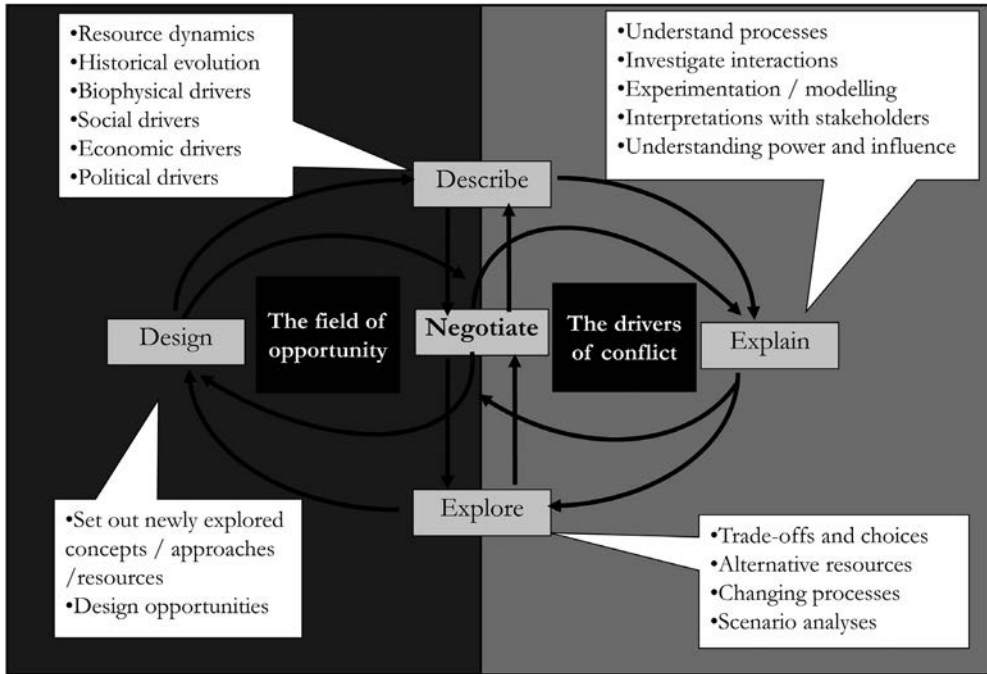 •Resource dynamics
•Historical evolution
•Biophysical drivers
•Social drivers
•Economic drivers
•Political drivers
•Understand processes
•Investigate interactions
•Experimentation / modelling
•Interpretations with stakeholders
•Understanding power and influence
Describe
Design
The field of
opportunity
Negotiate
The drivers
of conflict
Explain
Explore
•Set out newly explored
concepts / approaches
/resources
•Design opportunities
•Trade-offs and choices
•Alternative resources
•Changing processes
•Scenario analyses